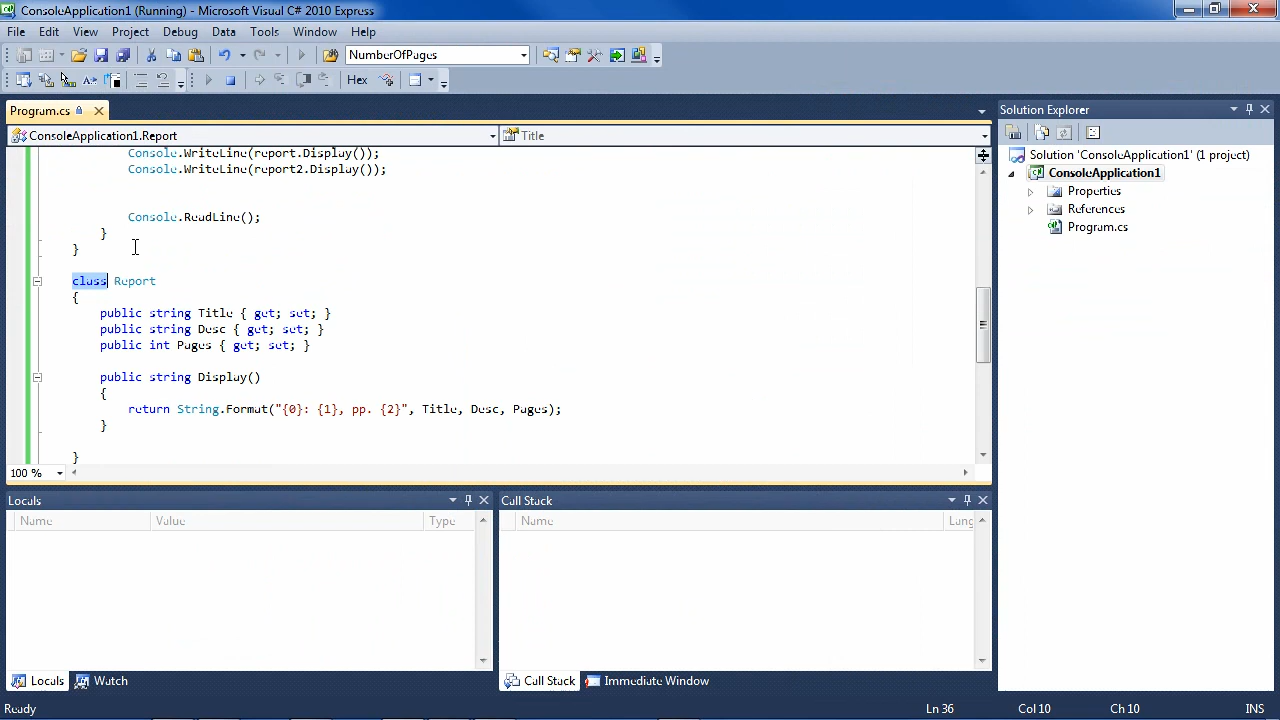 ConsoleApplication1 (Running) - Microsoft Visual C# 2010 Express
File Edit View Project Debug Data Tools Window Help
NumberOfPages
Hex
Program.cs
ConsoleApplication1.Report Title
Console.WriteLine(report.Display());
Console.WriteLine(report2.Display());
Console.ReadLine();
}
}
class Report
{
public string Title { get; set; }
public string Desc { get; set; }
public int Pages { get; set; }
public string Display()
{
return String.Format("{0}: {1}, pp. {2}", Title, Desc, Pages);
}
}
100 %
Solution Explorer
Solution 'ConsoleApplication1' (1 project)
ConsoleApplication1
Properties
References
Program.cs
Locals
Name Value Type
Locals Watch
Call Stack
Name Lang
Call Stack Immediate Window
Ready Ln 36 Col 10 Ch 10 INS